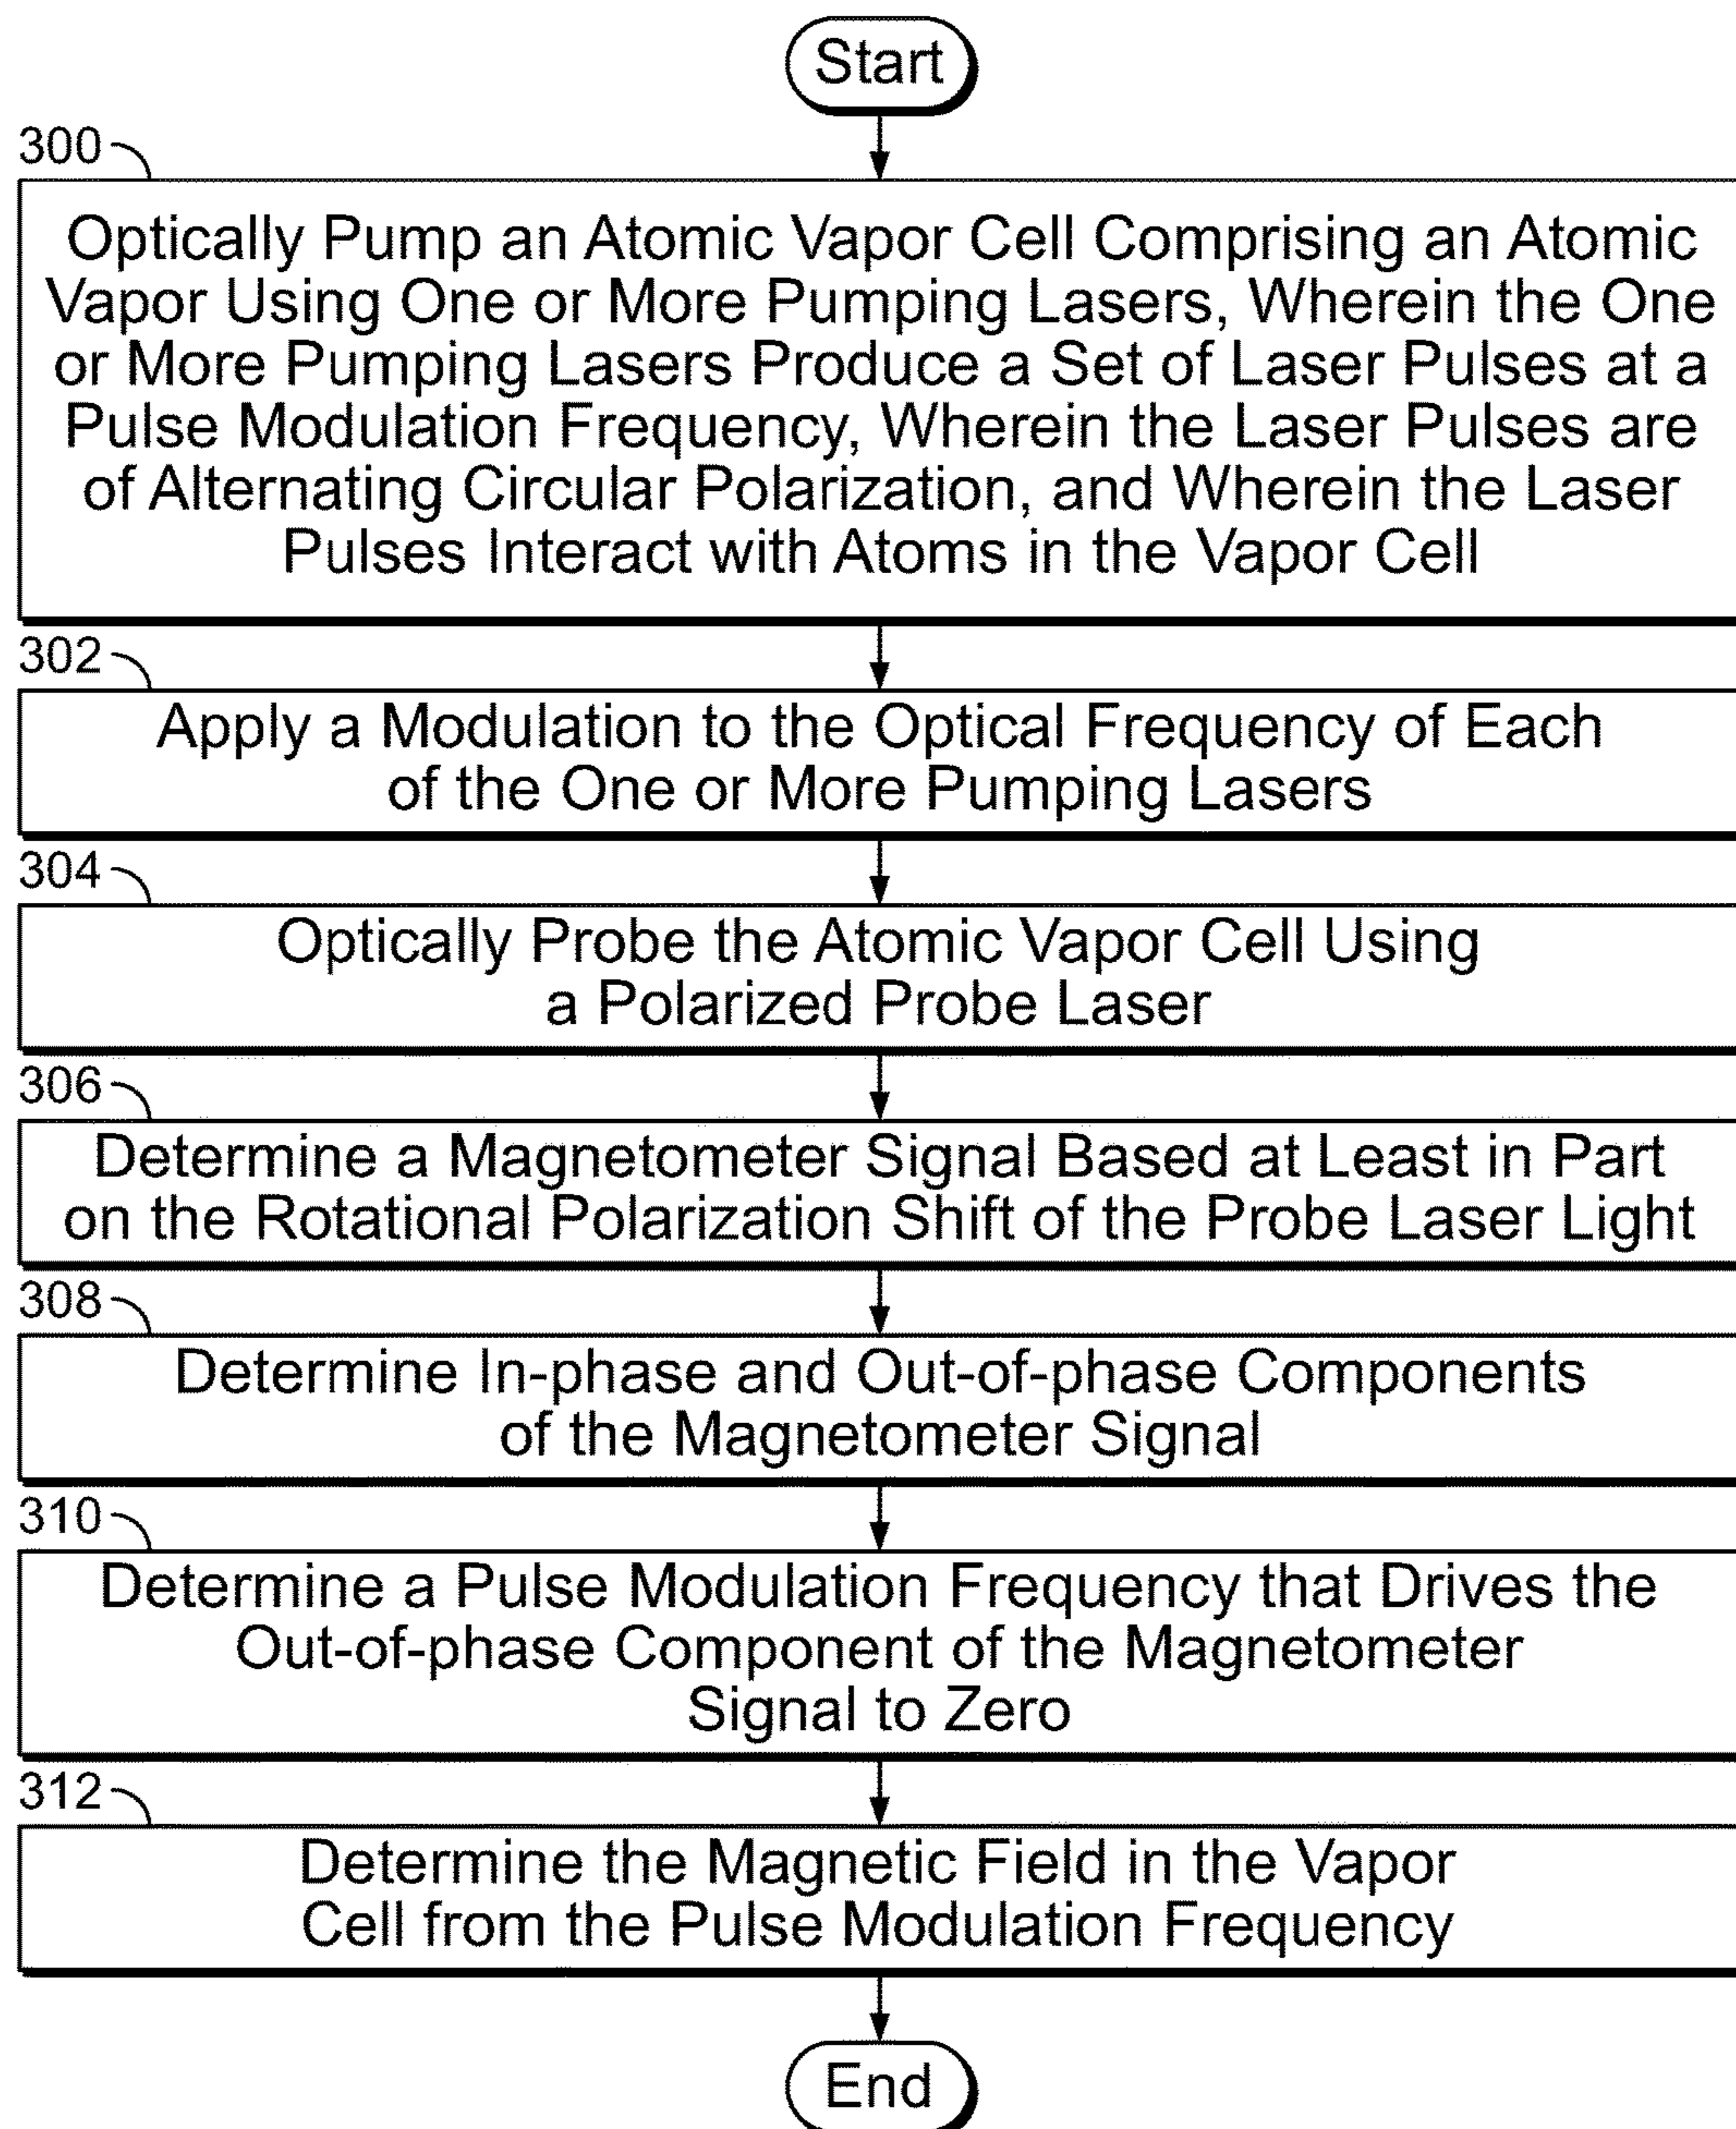 Start
300
Optically Pump an Atomic Vapor Cell Comprising an Atomic
Vapor Using One or More Pumping Lasers, Wherein the One
or More Pumping Lasers Produce a Set of Laser Pulses at a
Pulse Modulation Frequency, Wherein the Laser Pulses are
of Alternating Circular Polarization, and Wherein the Laser
Pulses Interact with Atoms in the Vapor Cell
302
Apply a Modulation to the Optical Frequency of Each
of the One or More Pumping Lasers
304
Optically Probe the Atomic Vapor Cell Using
a Polarized Probe Laser
306
Determine a Magnetometer Signal Based at Least in Part
on the Rotational Polarization Shift of the Probe Laser Light
308
Determine In-phase and Out-of-phase Components
of the Magnetometer Signal
310
Determine a Pulse Modulation Frequency that Drives the
Out-of-phase Component of the Magnetometer
Signal to Zero
312
Determine the Magnetic Field in the Vapor
Cell from the Pulse Modulation Frequency
End